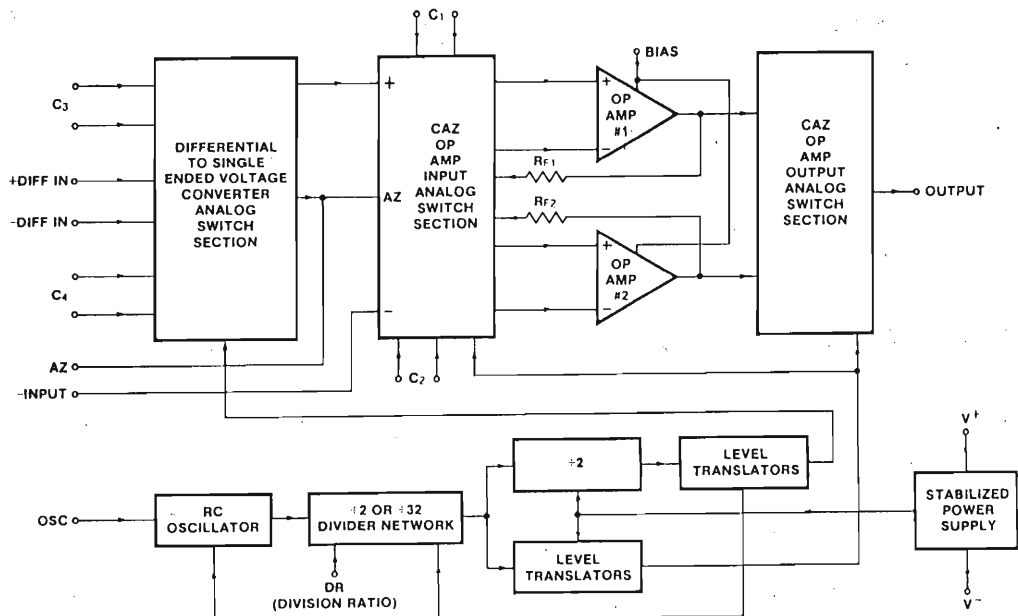 C1
BIAS
C3
DIFFERENTIAL
TO SINGLE
ENDED VOLTAGE
CONVERTER
ANALOG
SWITCH
SECTION
+DIFF IN
-DIFF IN
C4
AZ
-INPUT
+
AZ
-
CAZ
OP
AMP
INPUT
ANALOG
SWITCH
SECTION
C2
+
-
OP
AMP
#1
RF1
RF2
+
-
OP
AMP
#2
CAZ
OP
AMP
OUTPUT
ANALOG
SWITCH
SECTION
OUTPUT
OSC
RC
OSCILLATOR
÷2 OR ÷32
DIVIDER NETWORK
DR
(DIVISION RATIO)
÷2
LEVEL
TRANSLATORS
LEVEL
TRANSLATORS
V+
STABILIZED
POWER
SUPPLY
V-